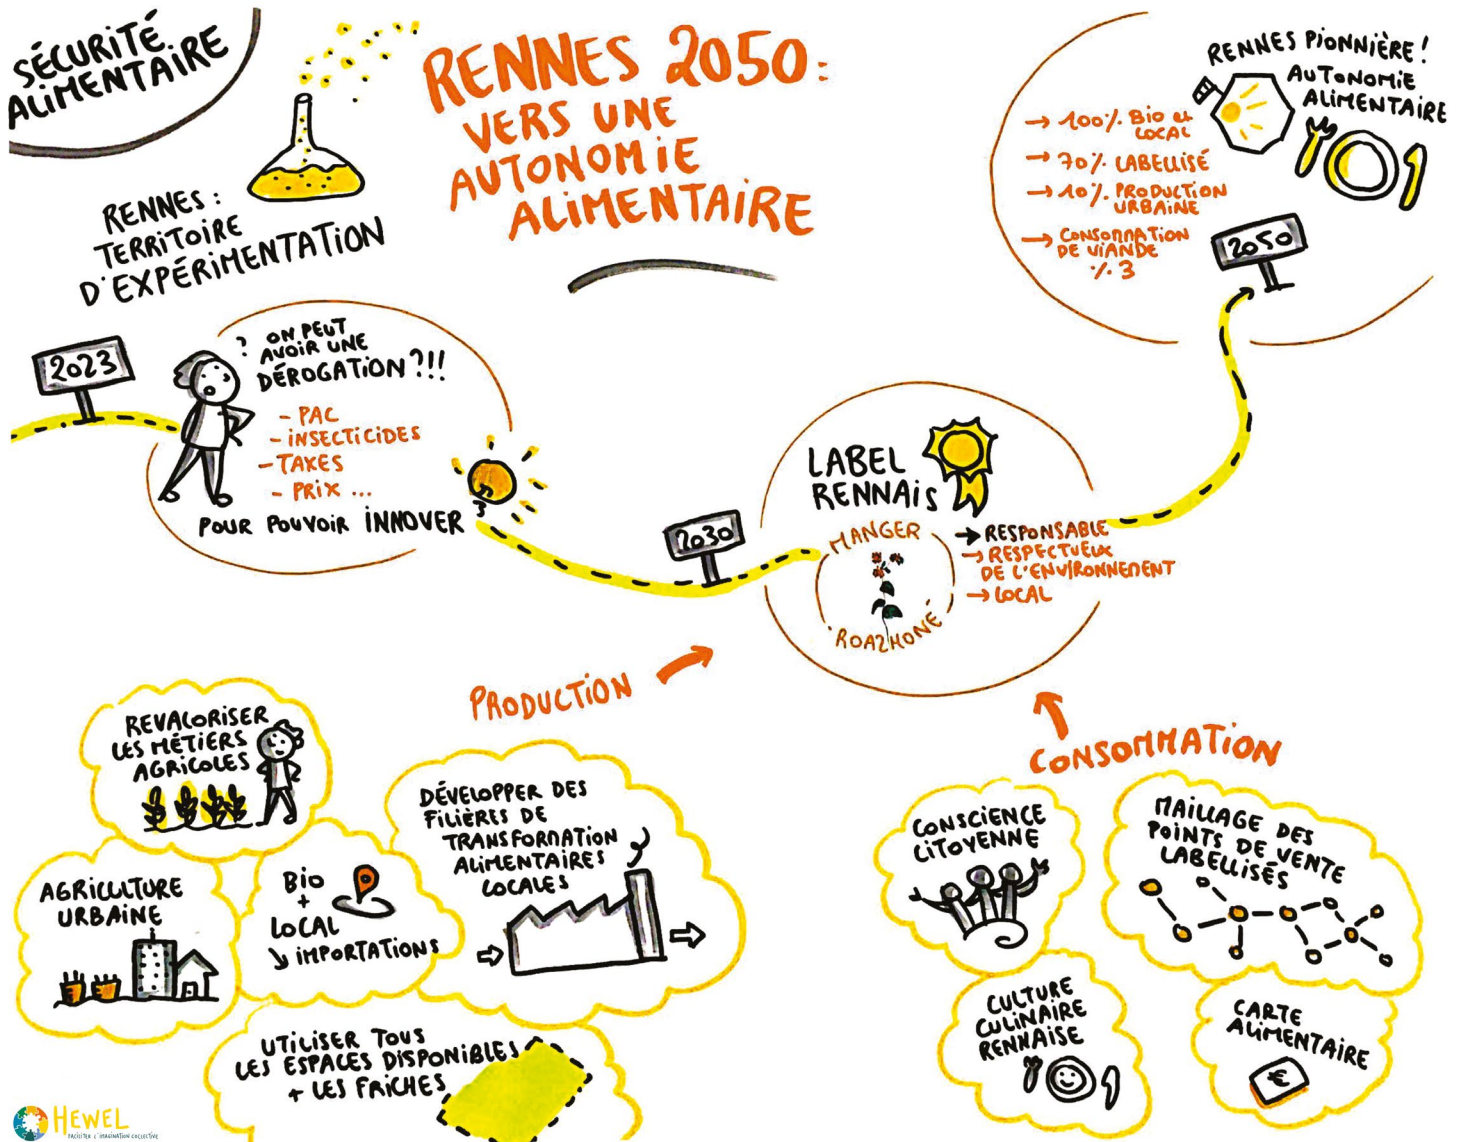 SÉCURITÉ
ALIMENTAIRE
RENNES 2050 :
VERS UNE
AUTONOMIE
ALIMENTAIRE
RENNES :
TERRITOIRE
D'EXPÉRIMENTATION
2023
? ON PEUT
AVOIR UNE
DÉROGATION ?!!
- PAC
- INSECTICIDES
- TAXES
- PRIX ...
POUR POUVOIR INNOVER
2030
LABEL
RENNAIS
MANGER
ROAZHONÉ
→ RESPONSABLE
→ RESPECTUEUX
DE L'ENVIRONNEMENT
→ LOCAL
RENNES PIONNIÈRE !
AUTONOMIE
ALIMENTAIRE
→ 100% BIO et
LOCAL
→ 70% LABELLISÉ
→ 10% PRODUCTION
URBAINE
→ CONSOMMATION
DE VIANDE
% 3
2050
PRODUCTION
REVALORISER
LES MÉTIERS
AGRICOLES
AGRICULTURE
URBAINE
BIO
+
LOCAL
↘ IMPORTATIONS
DÉVELOPPER DES
FILIÈRES DE
TRANSFORMATION
ALIMENTAIRES
LOCALES
UTILISER TOUS
LES ESPACES DISPONIBLES
+ LES FRICHES
CONSOMMATION
CONSCIENCE
CITOYENNE
MAILLAGE DES
POINTS DE VENTE
LABELLISÉS
CULTURE
CULINAIRE
RENNAISE
CARTE
ALIMENTAIRE
€
HEWEL
FACILITER L'IMAGINATION COLLECTIVE